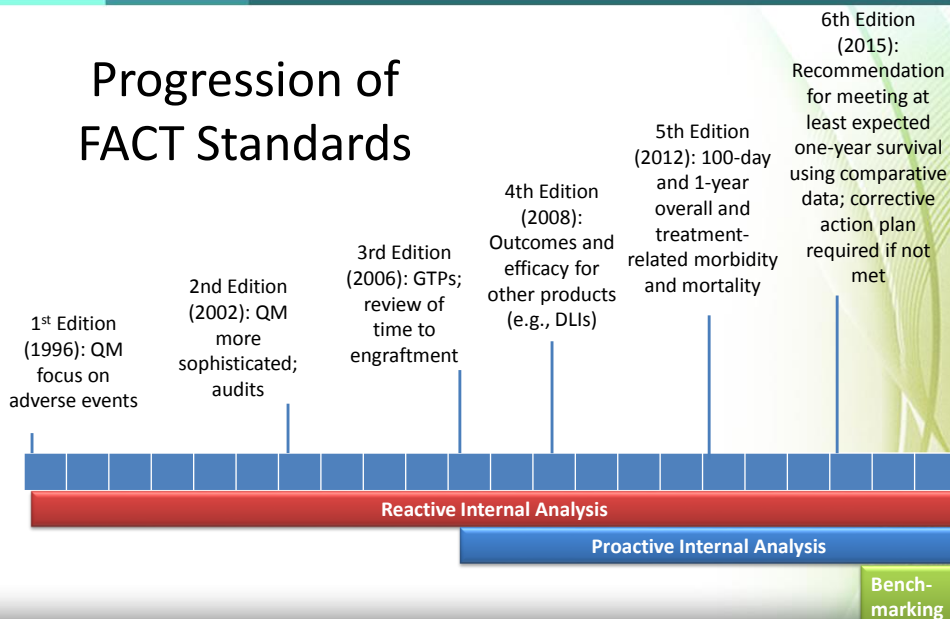 Progression of
FACT Standards
1st Edition
(1996): QM
focus on
adverse events
2nd Edition
(2002): QM
more
sophisticated;
audits
3rd Edition
(2006): GTPs;
review of
time to
engraftment
4th Edition
(2008):
Outcomes and
efficacy for
other products
(e.g., DLIs)
5th Edition
(2012): 100-day
and 1-year
overall and
treatment-
related morbidity
and mortality
6th Edition
(2015):
Recommendation
for meeting at
least expected
one-year survival
using comparative
data; corrective
action plan
required if not
met
Reactive Internal Analysis
Proactive Internal Analysis
Bench-
marking